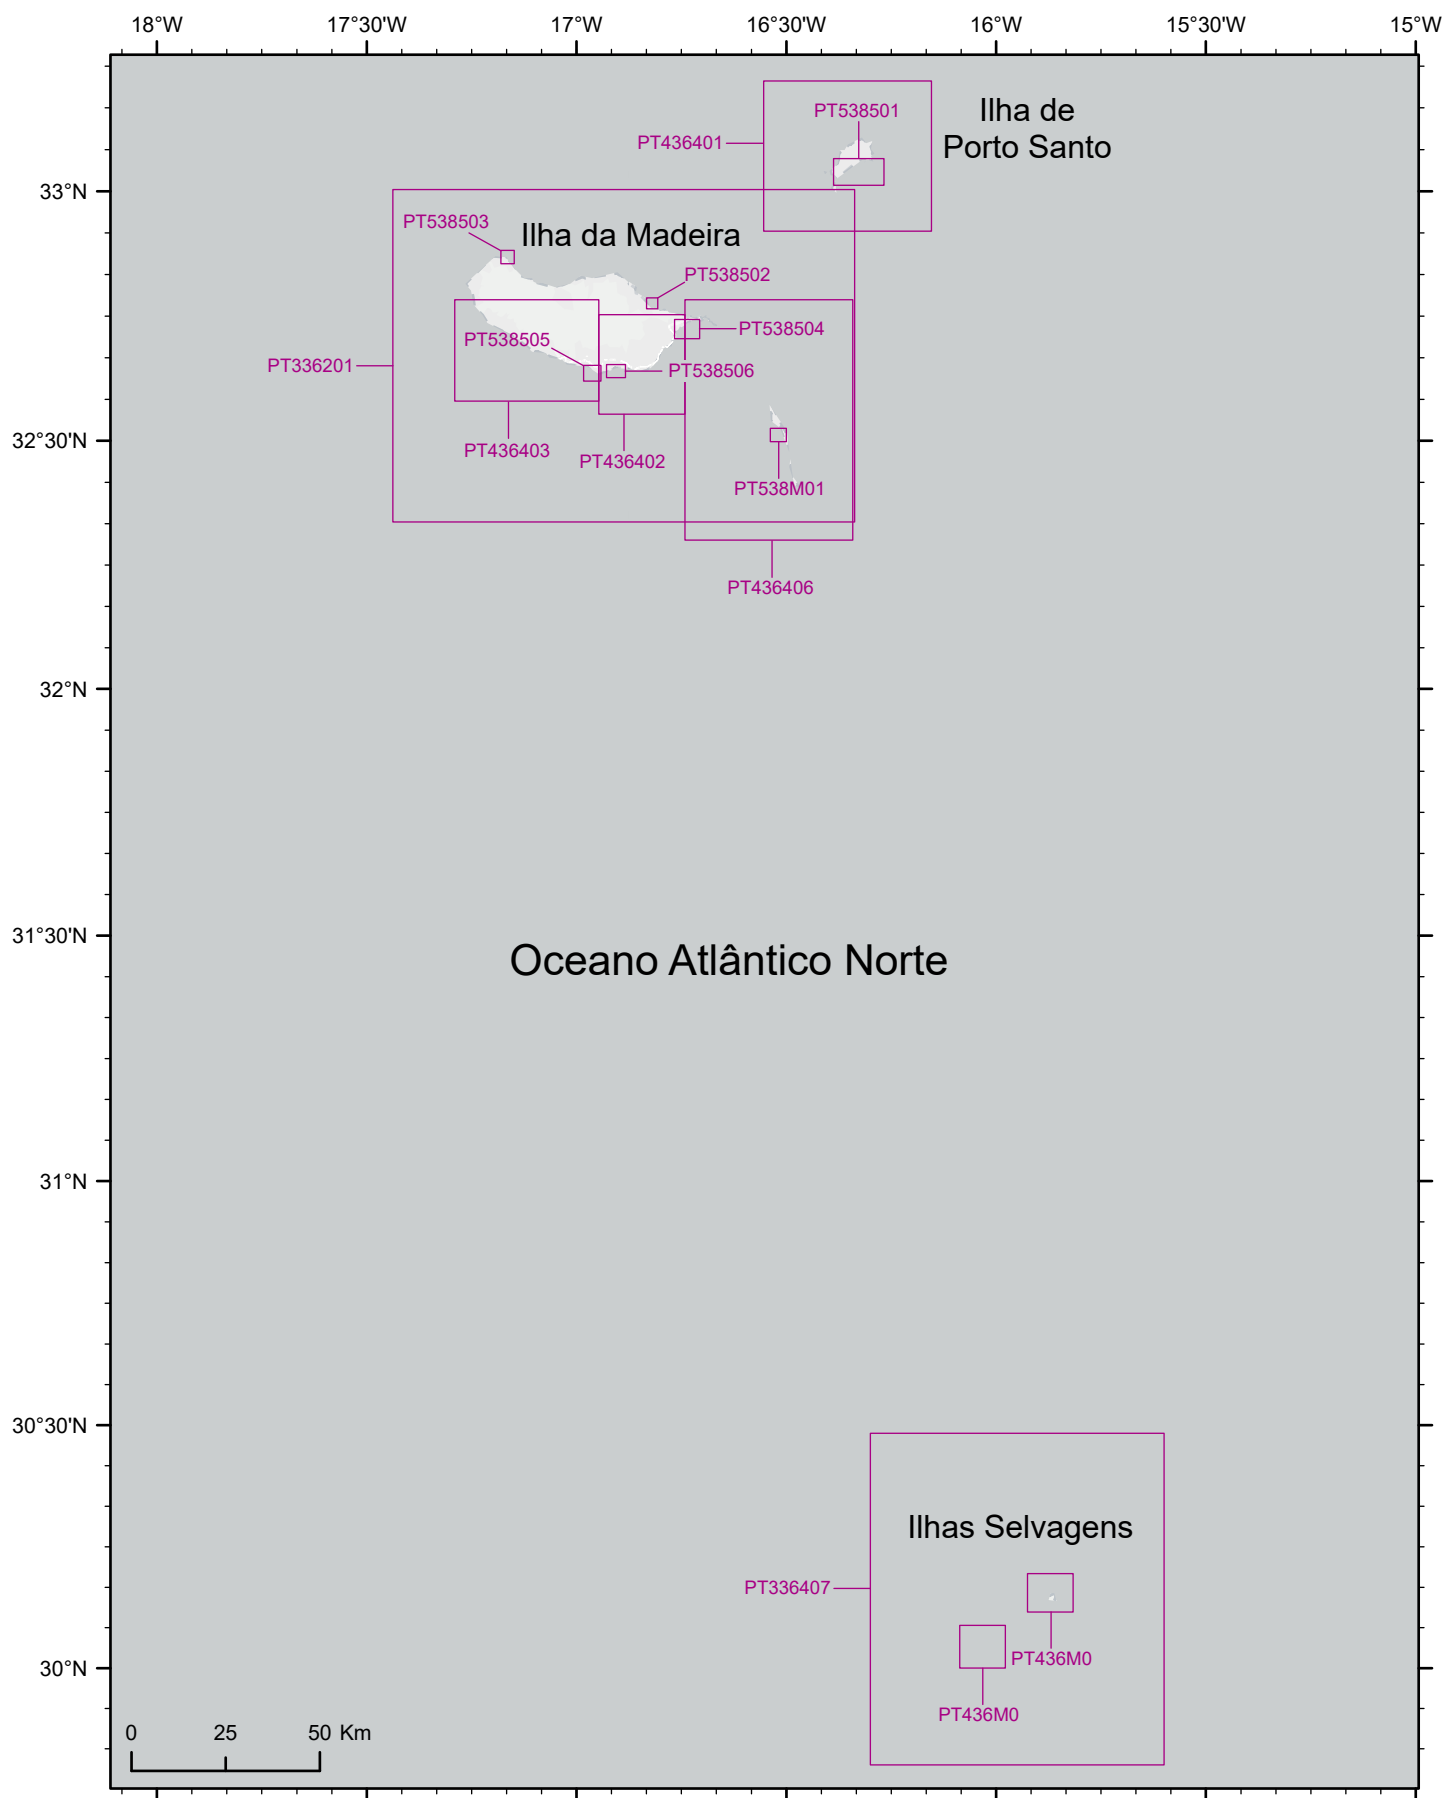 18°W 17°30'W 17°W 16°30'W 16°W 15°30'W 15°W
PT538501
Ilha de
Porto Santo
PT436401
33°N
PT538503
Ilha da Madeira
PT538502
PT538504
PT538505
PT336201
PT538506
32°30'N
PT436403
PT436402
PT538M01
PT436406
32°N
31°30'N
Oceano Atlântico Norte
31°N
30°30'N
Ilhas Selvagens
PT336407
PT436M0
30°N
PT436M0
0 25 50 Km